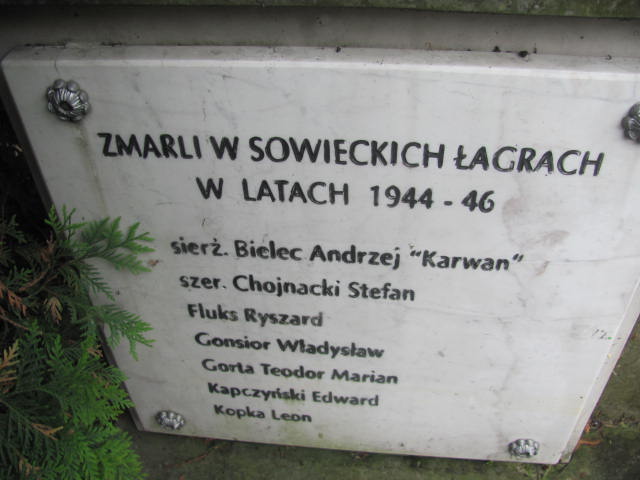 ZMARLI W SOWIECKICH ŁAGRACH
W LATACH 1944 - 46
sierż. Bielec Andrzej "Karwan"
szer. Chojnacki Stefan
Fluks Ryszard
Gonsior Władysław
Gorta Teodor Marian
Kapczyński Edward
Kopka Leon